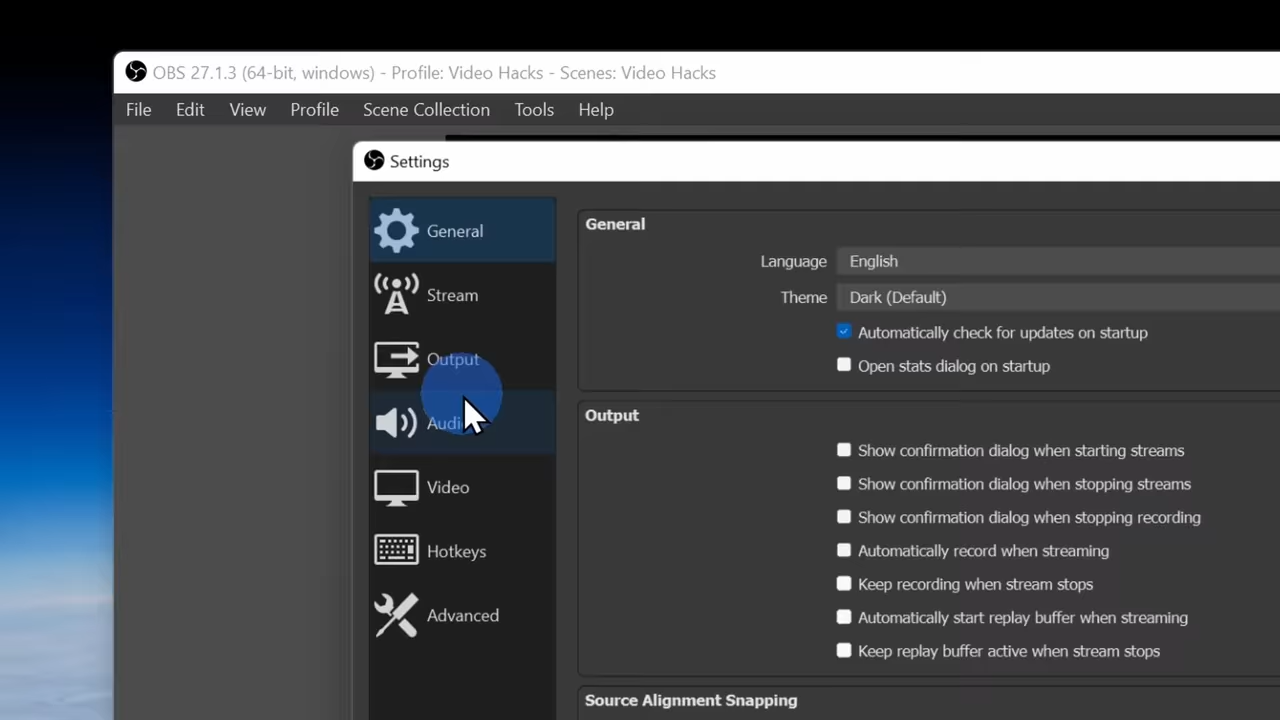 OBS 27.1.3 (64-bit, windows) - Profile: Video Hacks - Scenes: Video Hacks
File Edit View Profile Scene Collection Tools Help
Settings
General
Stream
Output
Audio
Video
Hotkeys
Advanced
General
Language English
Theme Dark (Default)
Automatically check for updates on startup
Open stats dialog on startup
Output
Show confirmation dialog when starting streams
Show confirmation dialog when stopping streams
Show confirmation dialog when stopping recording
Automatically record when streaming
Keep recording when stream stops
Automatically start replay buffer when streaming
Keep replay buffer active when stream stops
Source Alignment Snapping